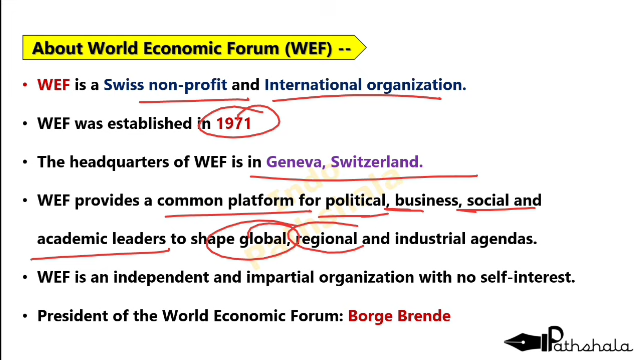 About World Economic Forum (WEF) --
• WEF is a Swiss non-profit and International organization.
• WEF was established in 1971
• The headquarters of WEF is in Geneva, Switzerland.
• WEF provides a common platform for political, business, social and
academic leaders to shape global, regional and industrial agendas.
• WEF is an independent and impartial organization with no self-interest.
• President of the World Economic Forum: Borge Brende
Pathshala